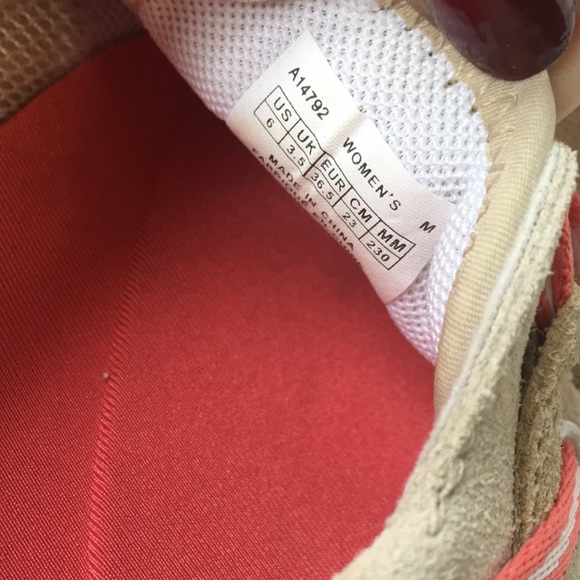 A14792 WOMEN'S M
US UK EUR CM MM
6 3.5 36.5 23 230
MADE IN CHINA